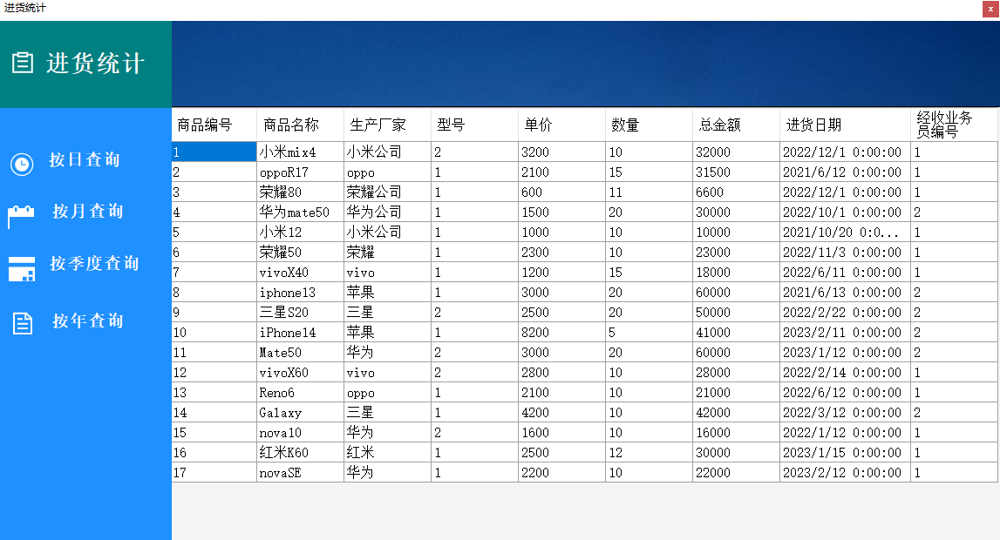 进货统计
x
进货统计
按日查询
按月查询
按季度查询
按年查询
商品编号 商品名称 生产厂家 型号 单价 数量 总金额 进货日期 经收业务
员编号
1 小米mix4 小米公司 2 3200 10 32000 2022/12/1 0:00:00 1
2 oppoR17 oppo 1 2100 15 31500 2021/6/12 0:00:00 1
3 荣耀80 荣耀公司 1 600 11 6600 2022/12/1 0:00:00 1
4 华为mate50 华为公司 1 1500 20 30000 2022/10/1 0:00:00 2
5 小米12 小米公司 1 1000 10 10000 2021/10/20 0:0... 1
6 荣耀50 荣耀 1 2300 10 23000 2022/11/3 0:00:00 1
7 vivoX40 vivo 1 1200 15 18000 2022/6/11 0:00:00 1
8 iphone13 苹果 1 3000 20 60000 2021/6/13 0:00:00 2
9 三星S20 三星 2 2500 20 50000 2022/2/22 0:00:00 2
10 iPhone14 苹果 1 8200 5 41000 2023/2/11 0:00:00 2
11 Mate50 华为 2 3000 20 60000 2023/1/12 0:00:00 2
12 vivoX60 vivo 2 2800 10 28000 2022/2/14 0:00:00 1
13 Reno6 oppo 1 2100 10 21000 2022/6/12 0:00:00 1
14 Galaxy 三星 1 4200 10 42000 2022/3/12 0:00:00 2
15 nova10 华为 2 1600 10 16000 2022/1/12 0:00:00 1
16 红米K60 红米 1 2500 12 30000 2023/1/15 0:00:00 1
17 novaSE 华为 1 2200 10 22000 2023/2/12 0:00:00 1